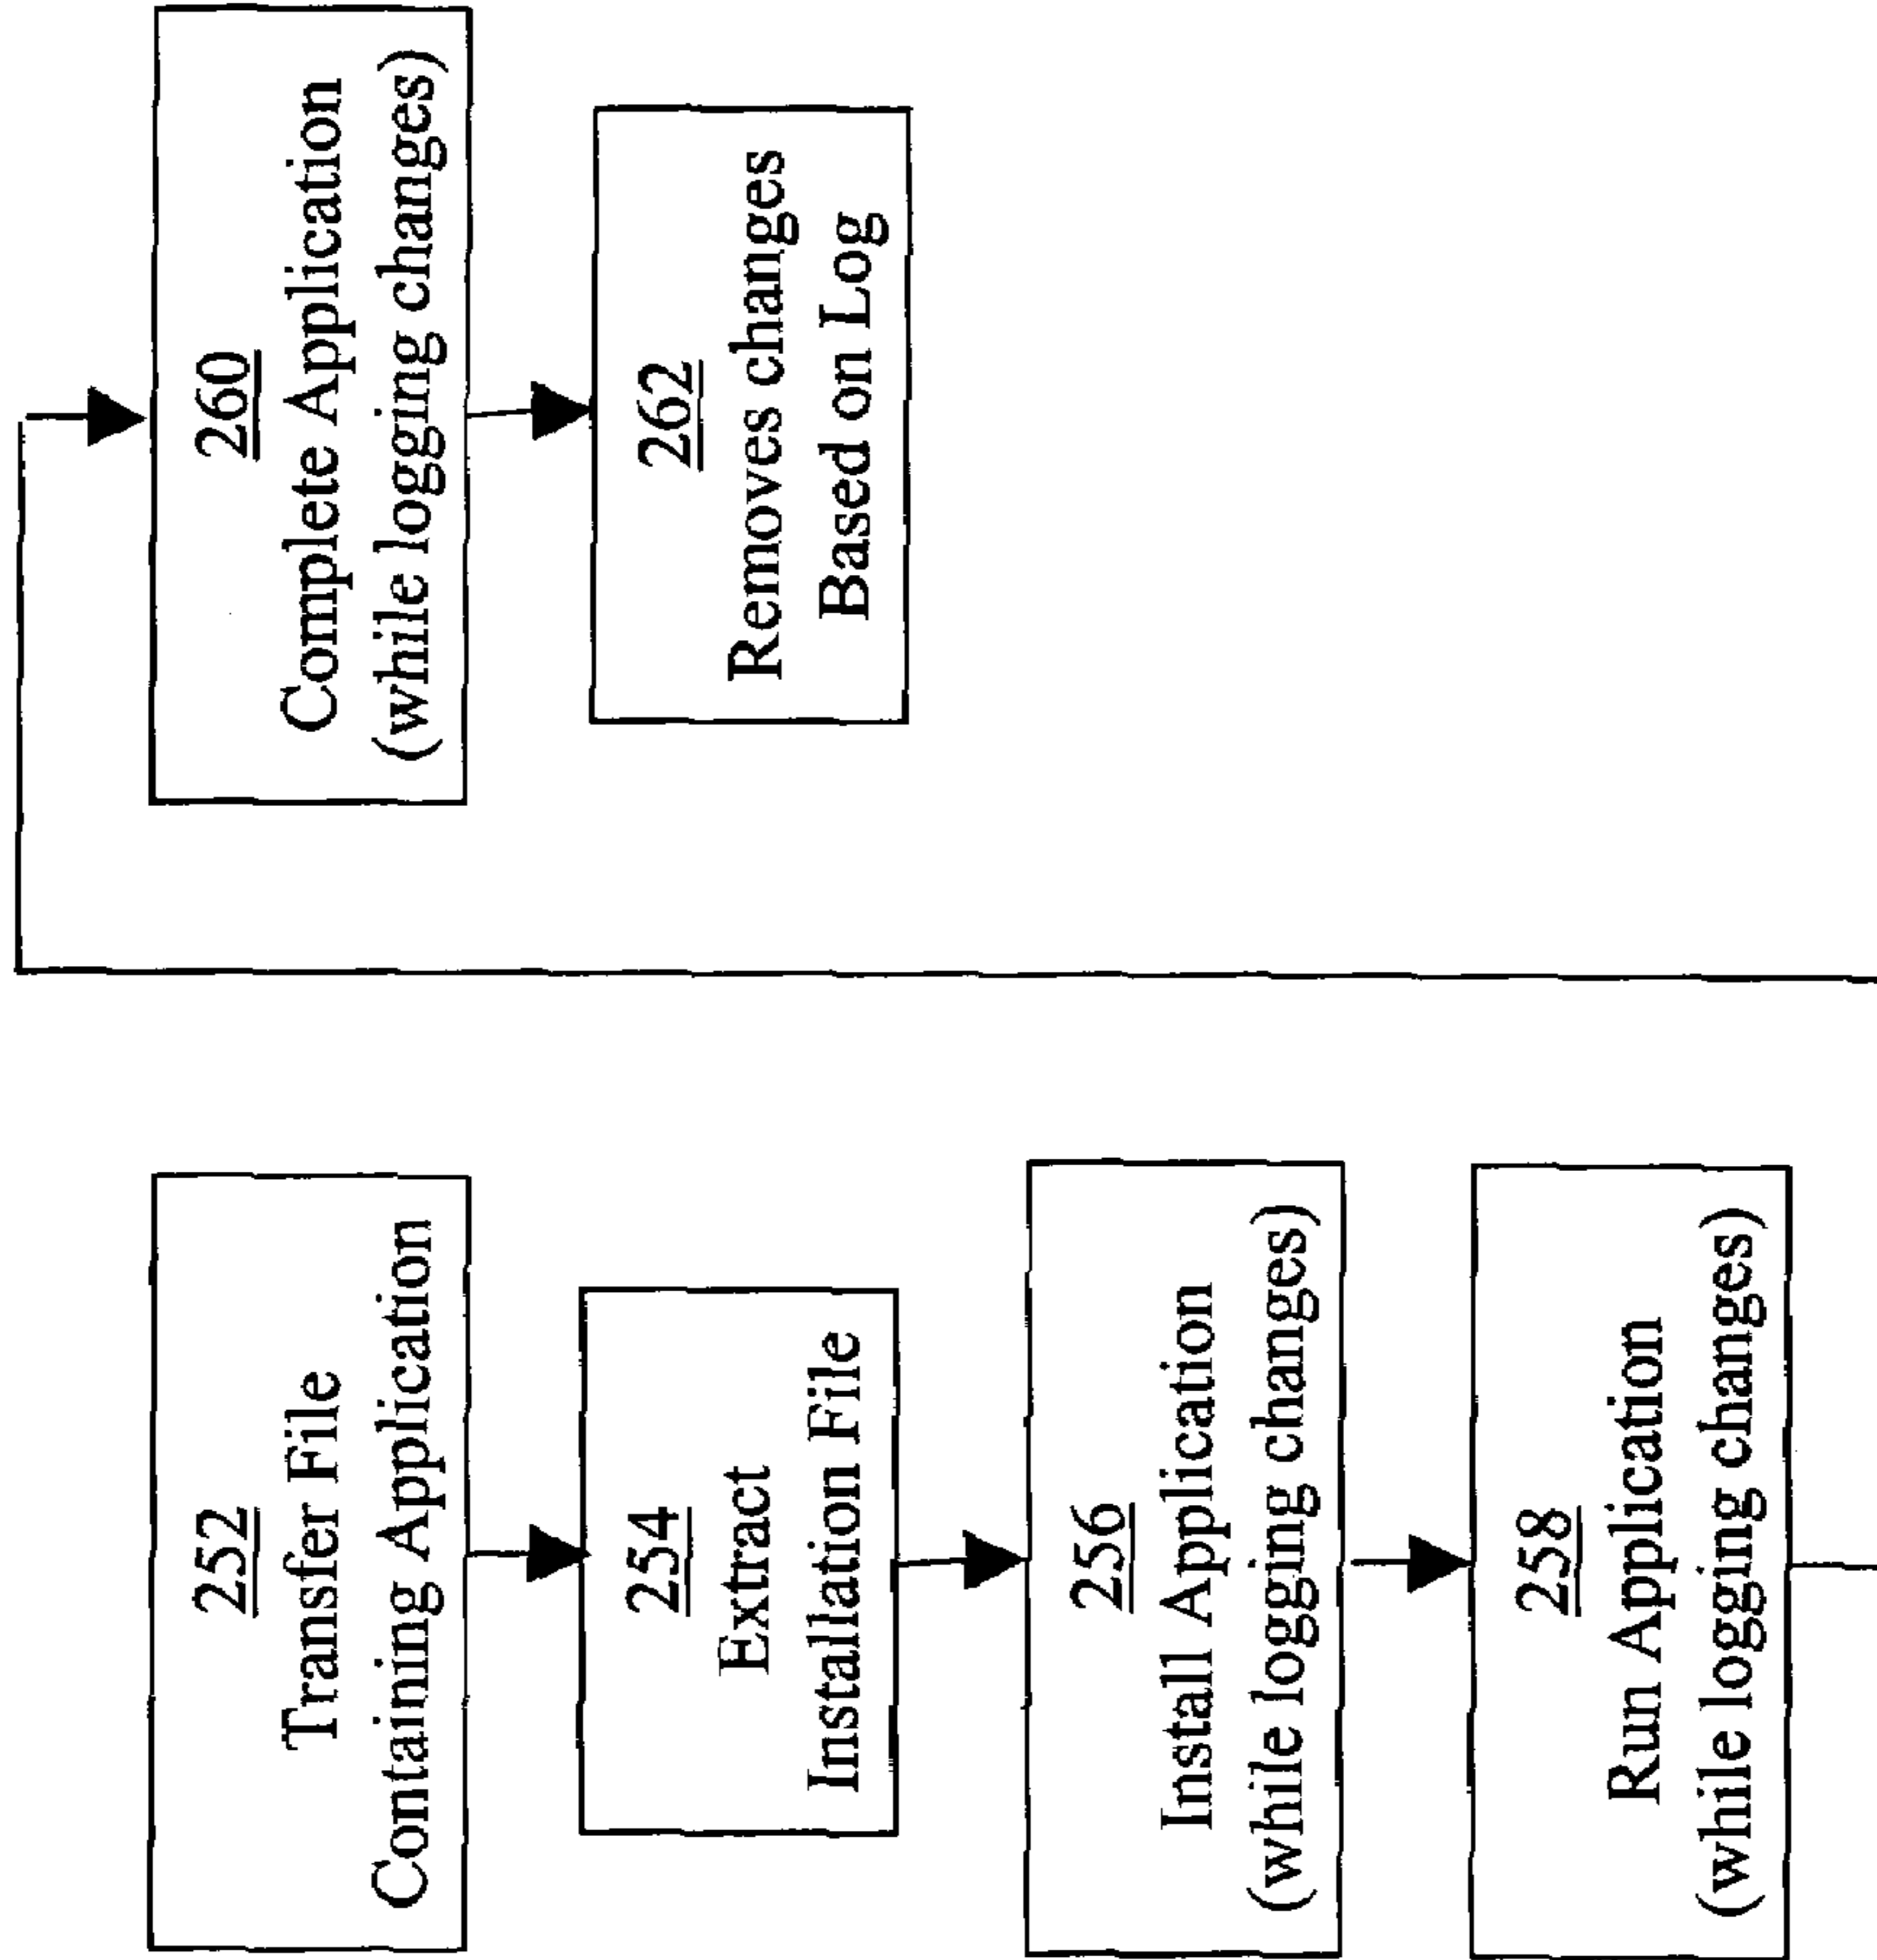 252
Transfer File
Containing Application
254
Extract
Installation File
256
Install Application
(while logging changes)
258
Run Application
(while logging changes)
260
Complete Application
(while logging changes)
262
Removes changes
Based on Log